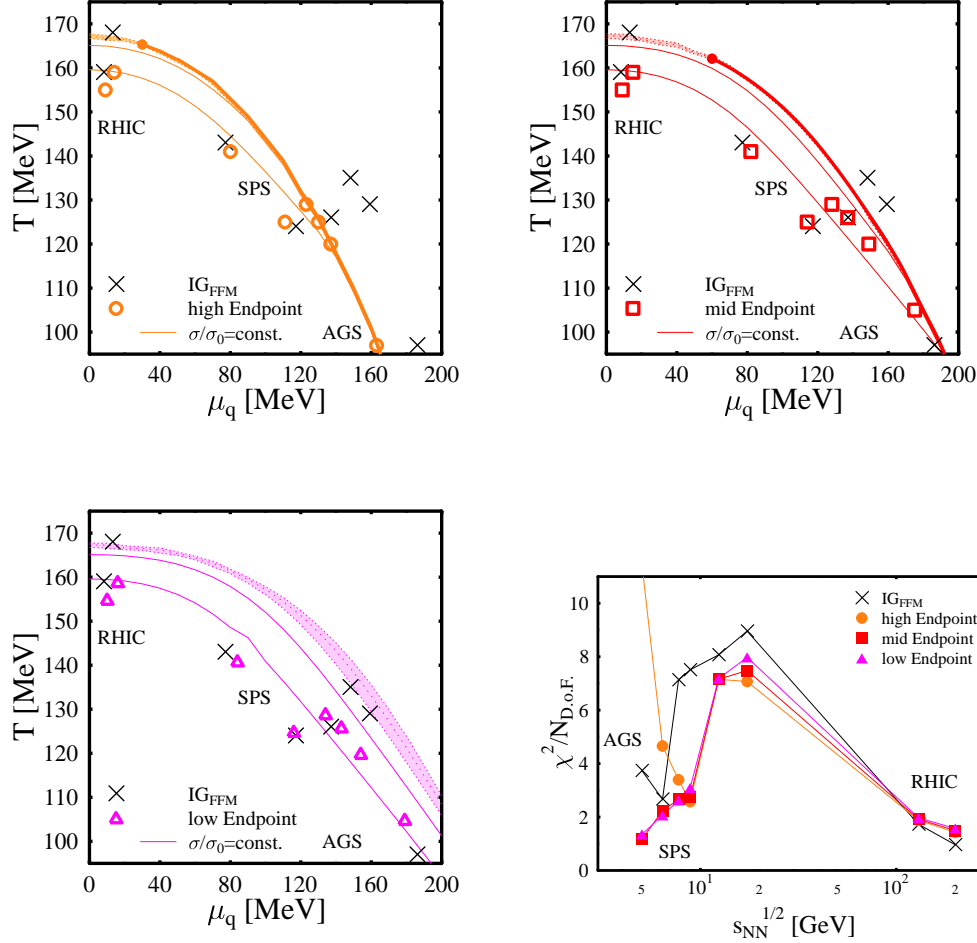 170
160
150
140
130
120
110
100
T [MeV]
RHIC
SPS
AGS
IG_FFM
high Endpoint
σ/σ₀=const.
0 40 80 120 160 200
μ_q [MeV]
170
160
150
140
130
120
110
100
T [MeV]
RHIC
SPS
AGS
IG_FFM
mid Endpoint
σ/σ₀=const.
0 40 80 120 160 200
μ_q [MeV]
170
160
150
140
130
120
110
100
T [MeV]
RHIC
SPS
AGS
IG_FFM
low Endpoint
σ/σ₀=const.
0 40 80 120 160 200
μ_q [MeV]
10
8
6
4
2
0
χ²/N_D.o.F.
IG_FFM
high Endpoint
mid Endpoint
low Endpoint
AGS
SPS
RHIC
5 10¹ 2 5 10² 2
s_NN^1/2 [GeV]